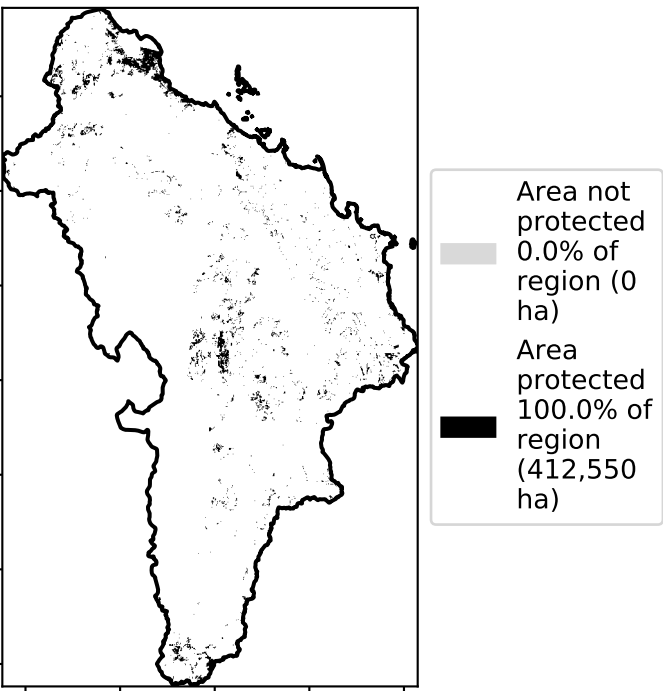 Area not
protected
0.0% of
region (0
ha)
Area
protected
100.0% of
region
(412,550
ha)